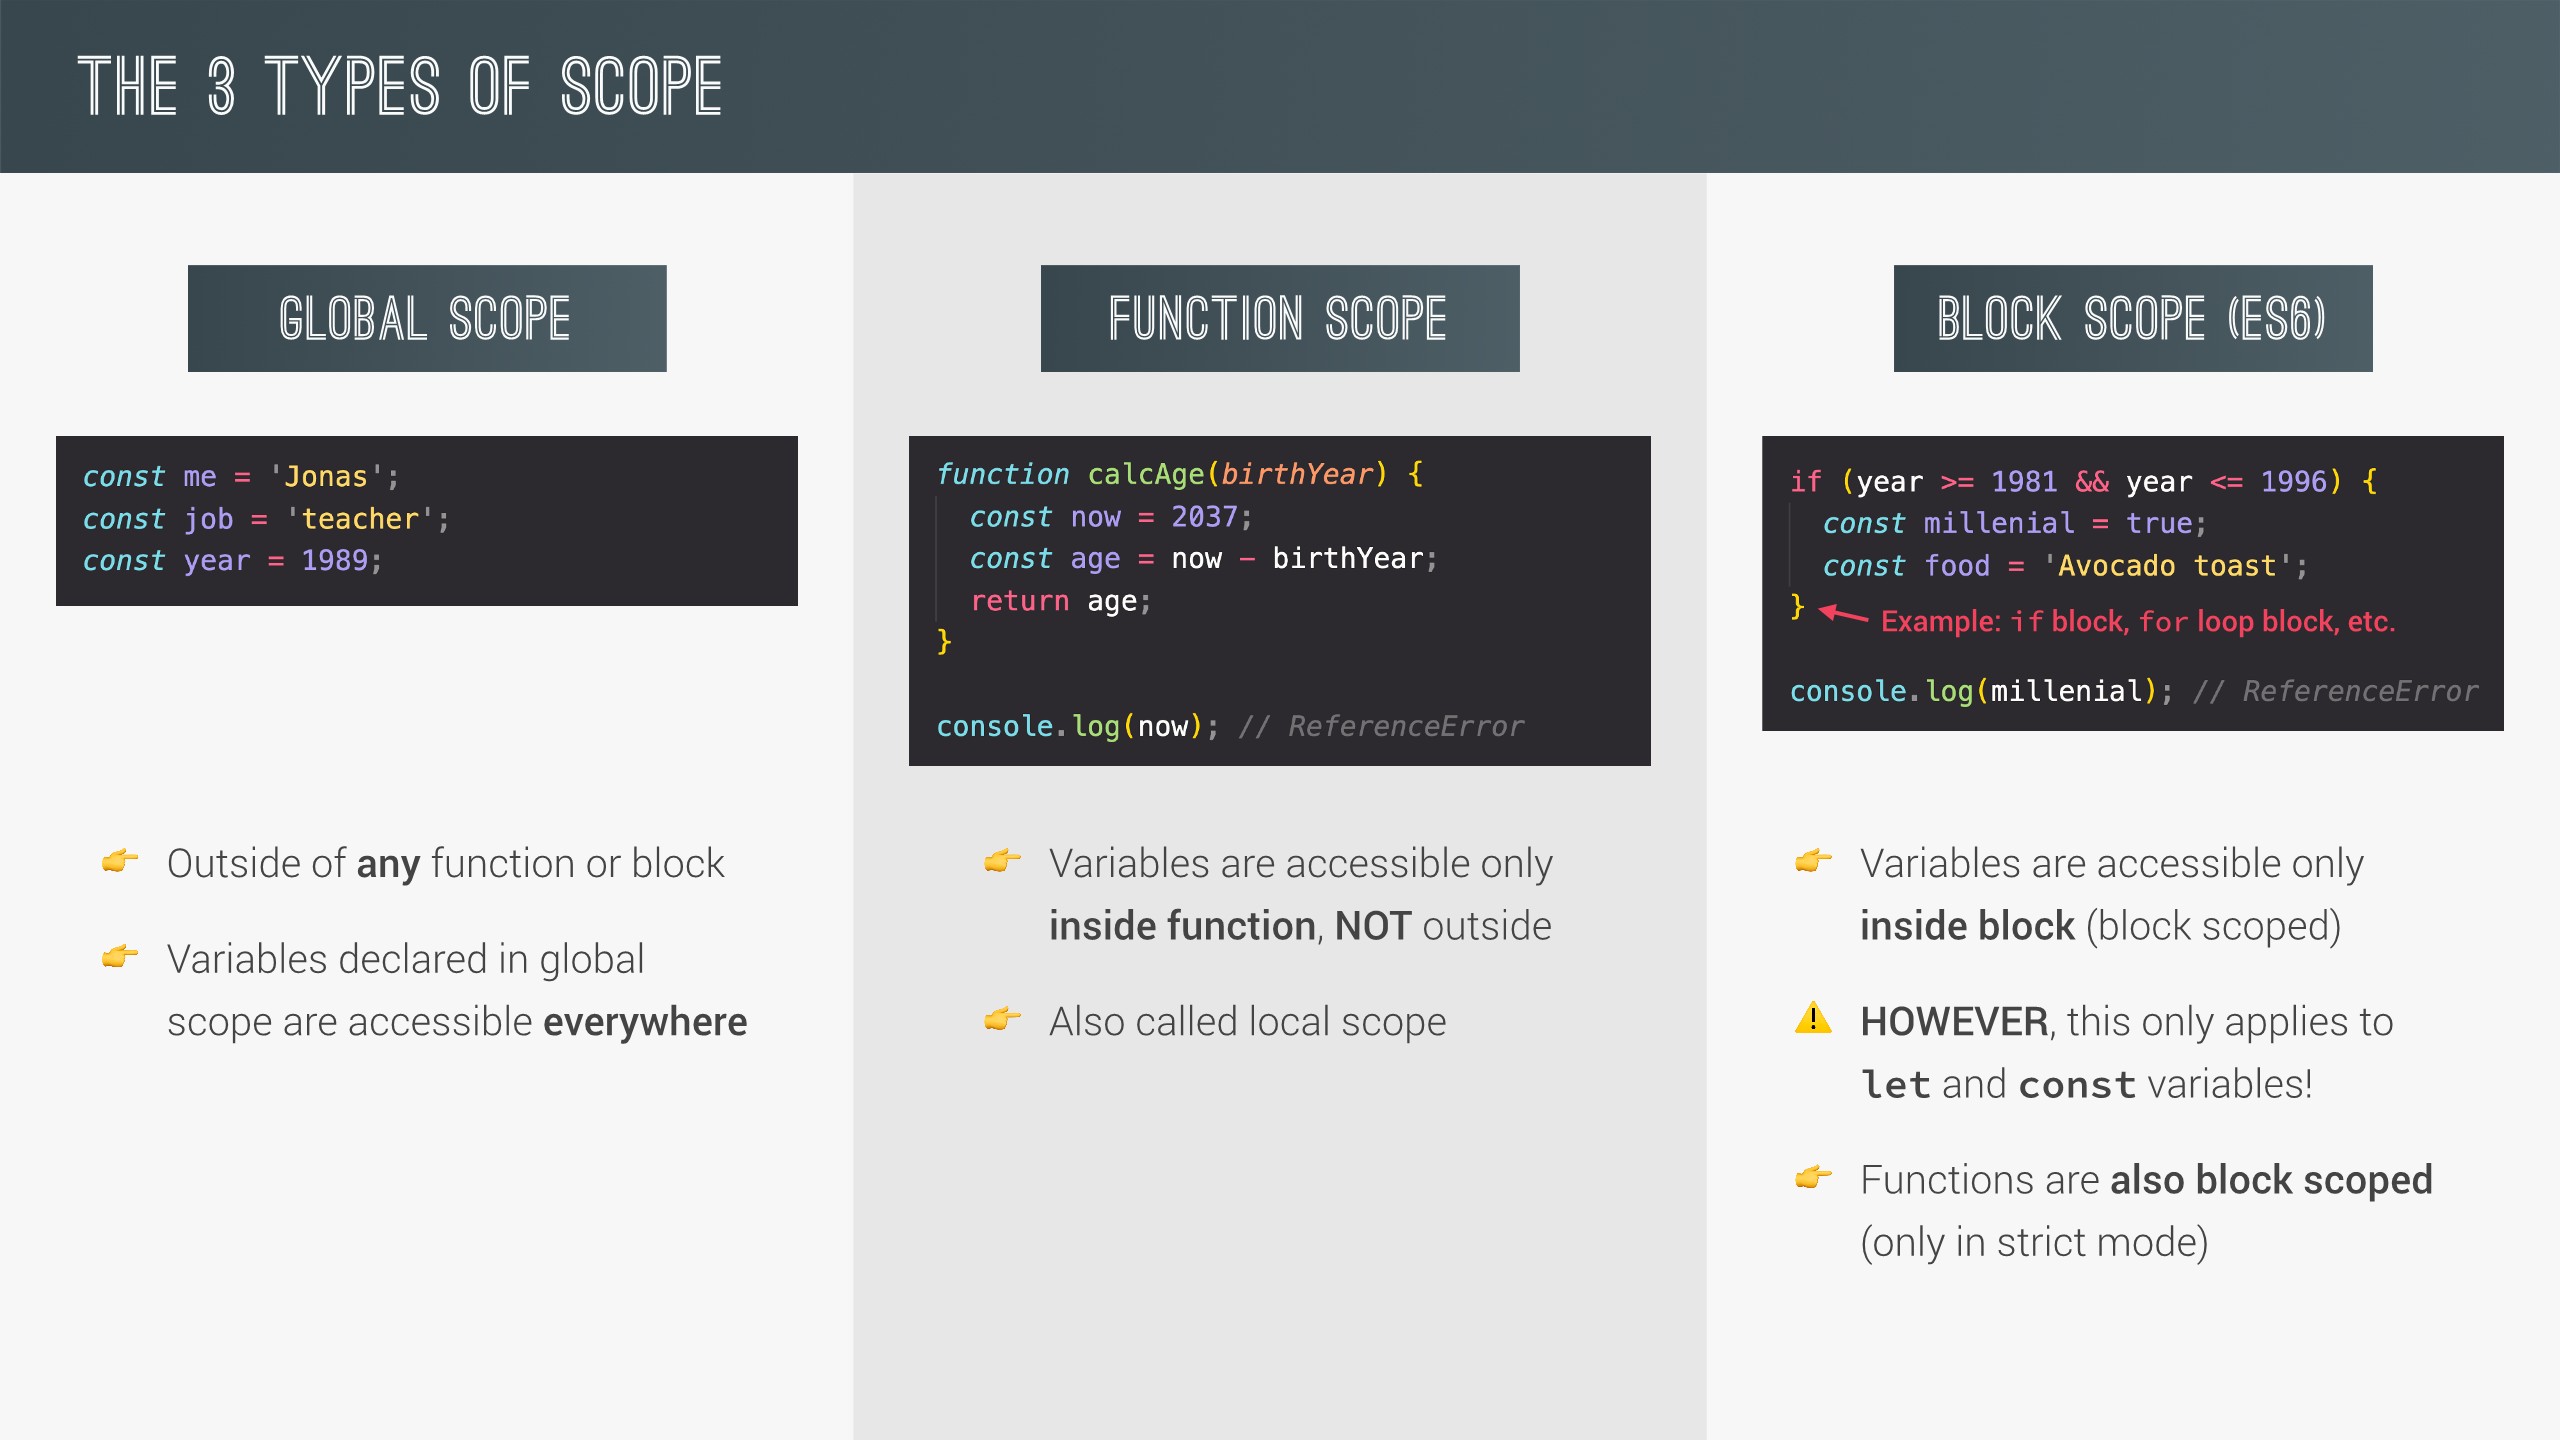 THE 3 TYPES OF SCOPE
GLOBAL SCOPE
const me = 'Jonas';
const job = 'teacher';
const year = 1989;
Outside of any function or block
Variables declared in global
scope are accessible everywhere
FUNCTION SCOPE
function calcAge(birthYear) {
const now = 2037;
const age = now − birthYear;
return age;
}
console.log(now); // ReferenceError
Variables are accessible only
inside function, NOT outside
Also called local scope
BLOCK SCOPE (ES6)
if (year >= 1981 && year <= 1996) {
const millenial = true;
const food = 'Avocado toast';
}
Example: if block, for loop block, etc.
console.log(millenial); // ReferenceError
Variables are accessible only
inside block (block scoped)
HOWEVER, this only applies to
let and const variables!
Functions are also block scoped
(only in strict mode)